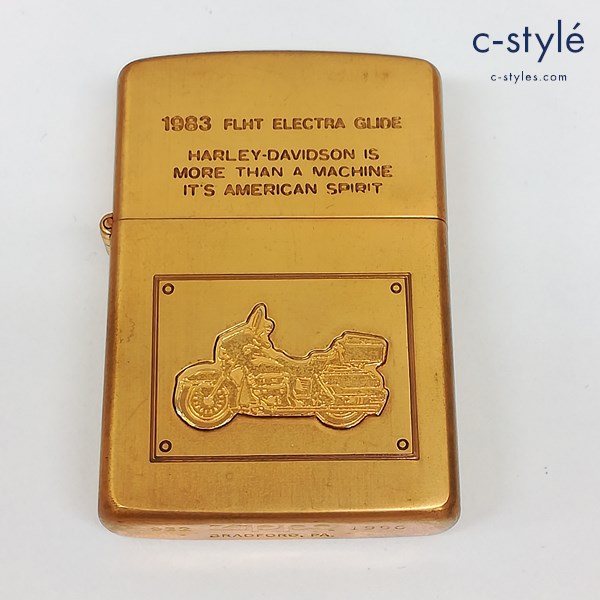 c-stylé
c-styles.com
1983 FLHT ELECTRA GLIDE
HARLEY-DAVIDSON IS
MORE THAN A MACHINE
IT'S AMERICAN SPIRIT
BRADFORD, PA.